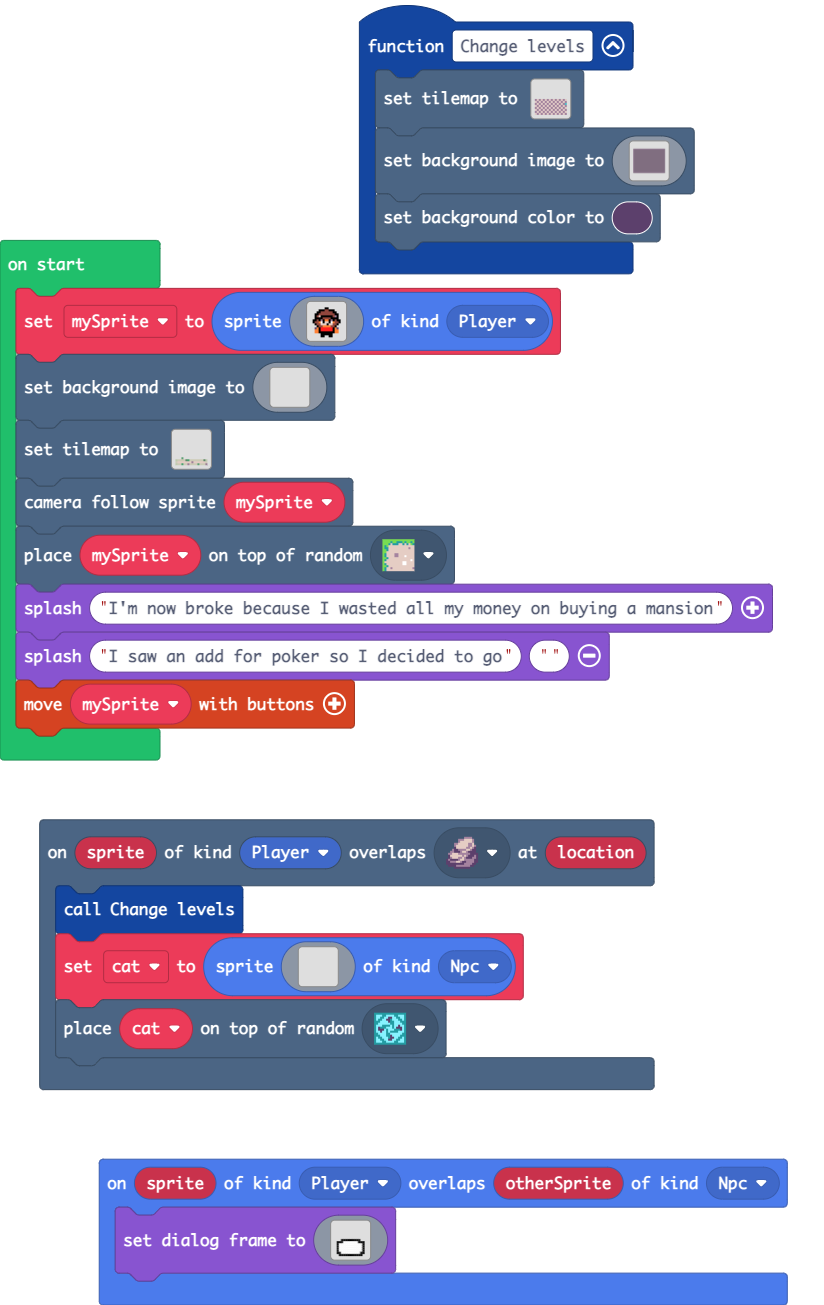 function Change levels
set tilemap to
set background image to
set background color to
on start
set mySprite to sprite of kind Player
set background image to
set tilemap to
camera follow sprite mySprite
place mySprite on top of random
splash "I'm now broke because I wasted all my money on buying a mansion"
splash "I saw an add for poker so I decided to go" ""
move mySprite with buttons
on sprite of kind Player overlaps at location
call Change levels
set cat to sprite of kind Npc
place cat on top of random
on sprite of kind Player overlaps otherSprite of kind Npc
set dialog frame to